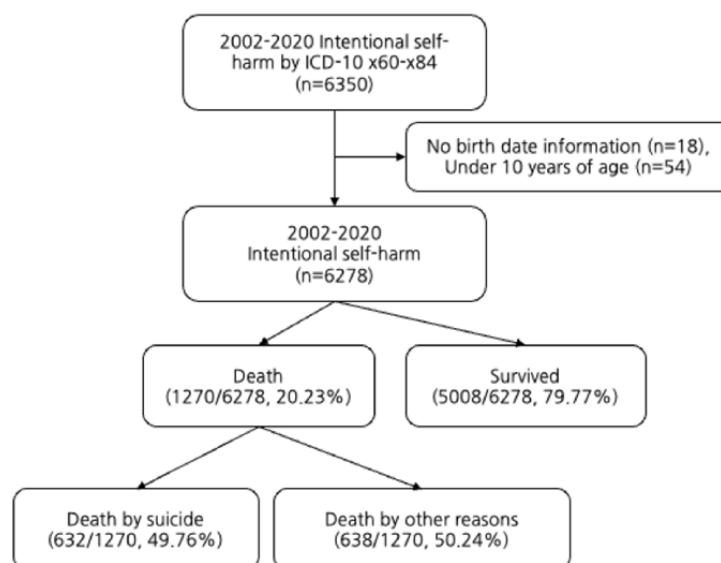 2002-2020 Intentional self-
harm by ICD-10 x60-x84
(n=6350)
No birth date information (n=18),
Under 10 years of age (n=54)
2002-2020
Intentional self-harm
(n=6278)
Death
(1270/6278, 20.23%)
Survived
(5008/6278, 79.77%)
Death by suicide
(632/1270, 49.76%)
Death by other reasons
(638/1270, 50.24%)